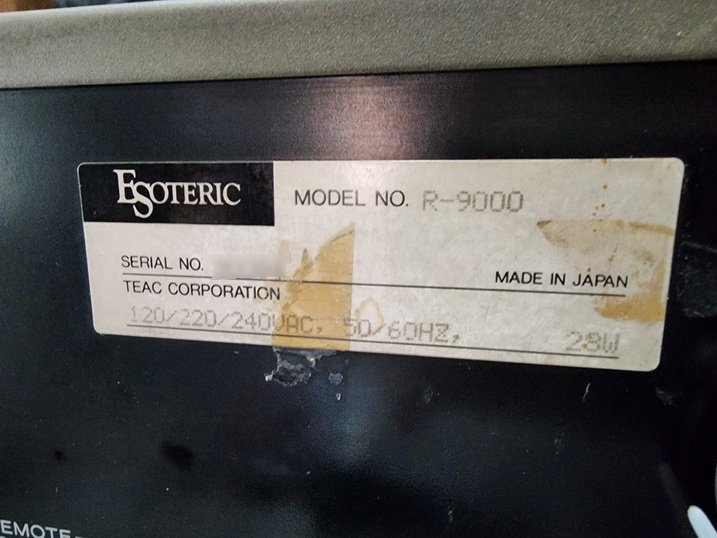 ESOTERIC MODEL NO. R-9000
SERIAL NO.
MADE IN JAPAN
TEAC CORPORATION
120/220/240VAC, 50/60HZ, 28W
EMOTE